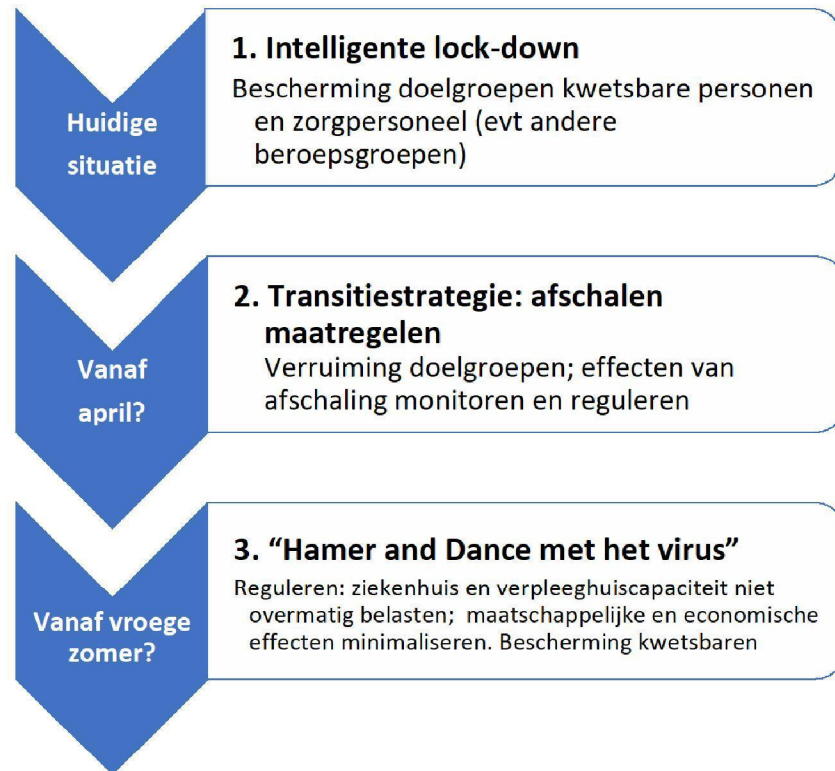 Huidige
situatie
1. Intelligente lock-down
Bescherming doelgroepen kwetsbare personen
en zorgpersoneel (evt andere
beroepsgroepen)
Vanaf
april?
2. Transitiestrategie: afschalen
maatregelen
Verruiming doelgroepen; effecten van
afschaling monitoren en reguleren
Vanaf vroege
zomer?
3. “Hamer and Dance met het virus”
Reguleren: ziekenhuis en verpleeghuiscapaciteit niet
overmatig belasten; maatschappelijke en economische
effecten minimaliseren. Bescherming kwetsbaren